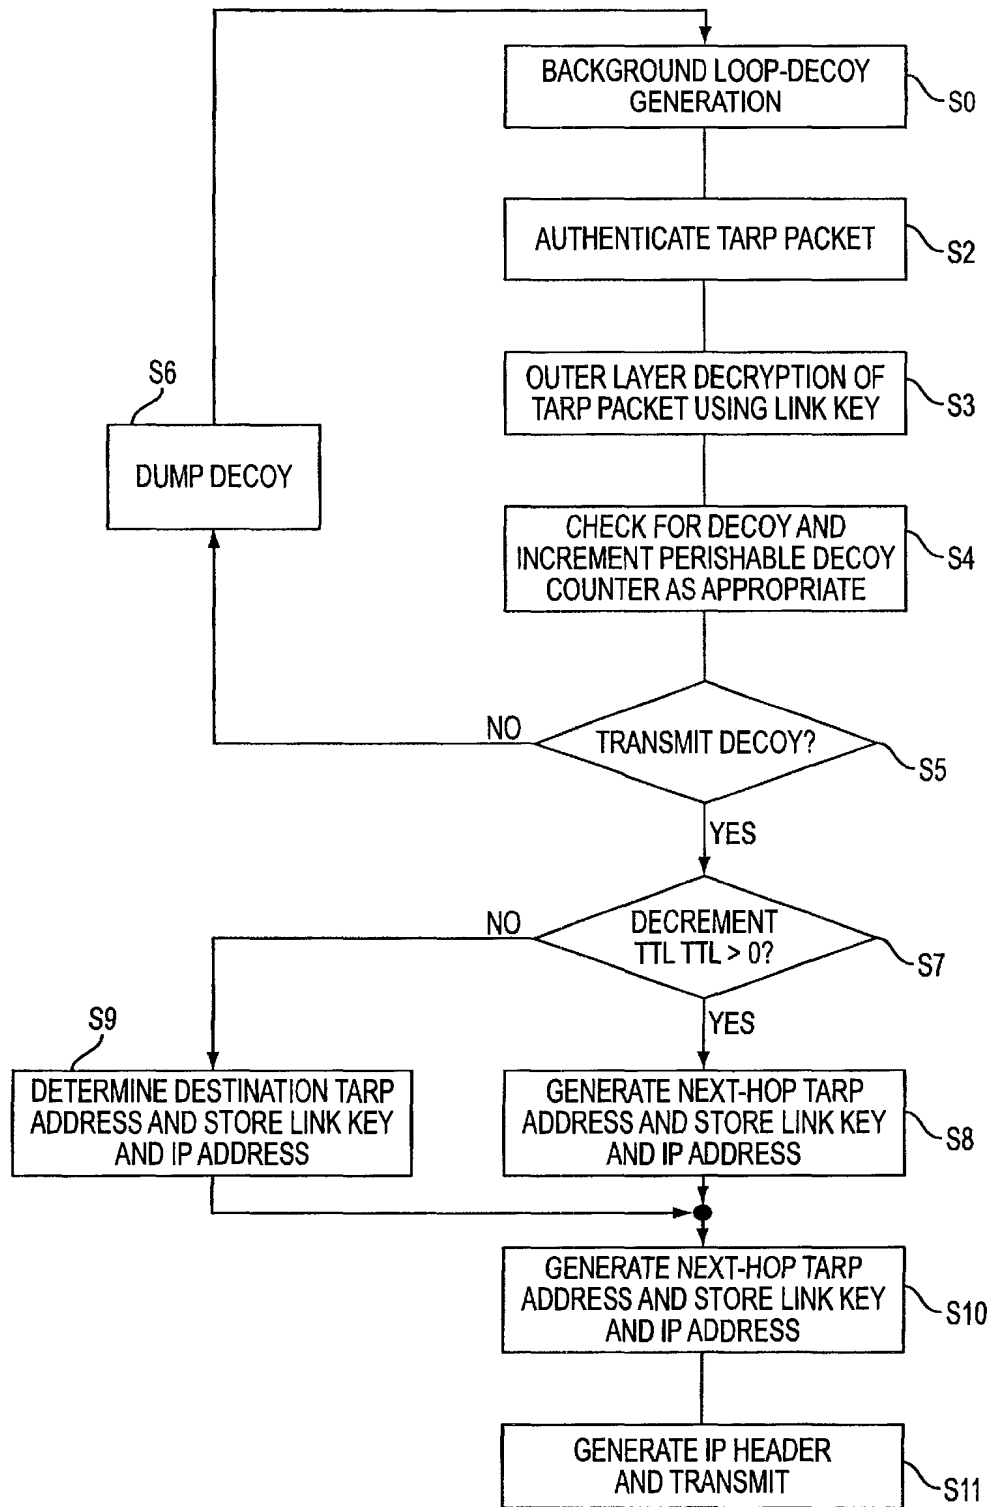 BACKGROUND LOOP-DECOY
GENERATION
S0
AUTHENTICATE TARP PACKET
S2
OUTER LAYER DECRYPTION OF
TARP PACKET USING LINK KEY
S3
S6
DUMP DECOY
CHECK FOR DECOY AND
INCREMENT PERISHABLE DECOY
COUNTER AS APPROPRIATE
S4
NO
TRANSMIT DECOY?
S5
YES
NO
DECREMENT
TTL TTL > 0?
S7
YES
S9
DETERMINE DESTINATION TARP
ADDRESS AND STORE LINK KEY
AND IP ADDRESS
GENERATE NEXT-HOP TARP
ADDRESS AND STORE LINK KEY
AND IP ADDRESS
S8
GENERATE NEXT-HOP TARP
ADDRESS AND STORE LINK KEY
AND IP ADDRESS
S10
GENERATE IP HEADER
AND TRANSMIT
S11